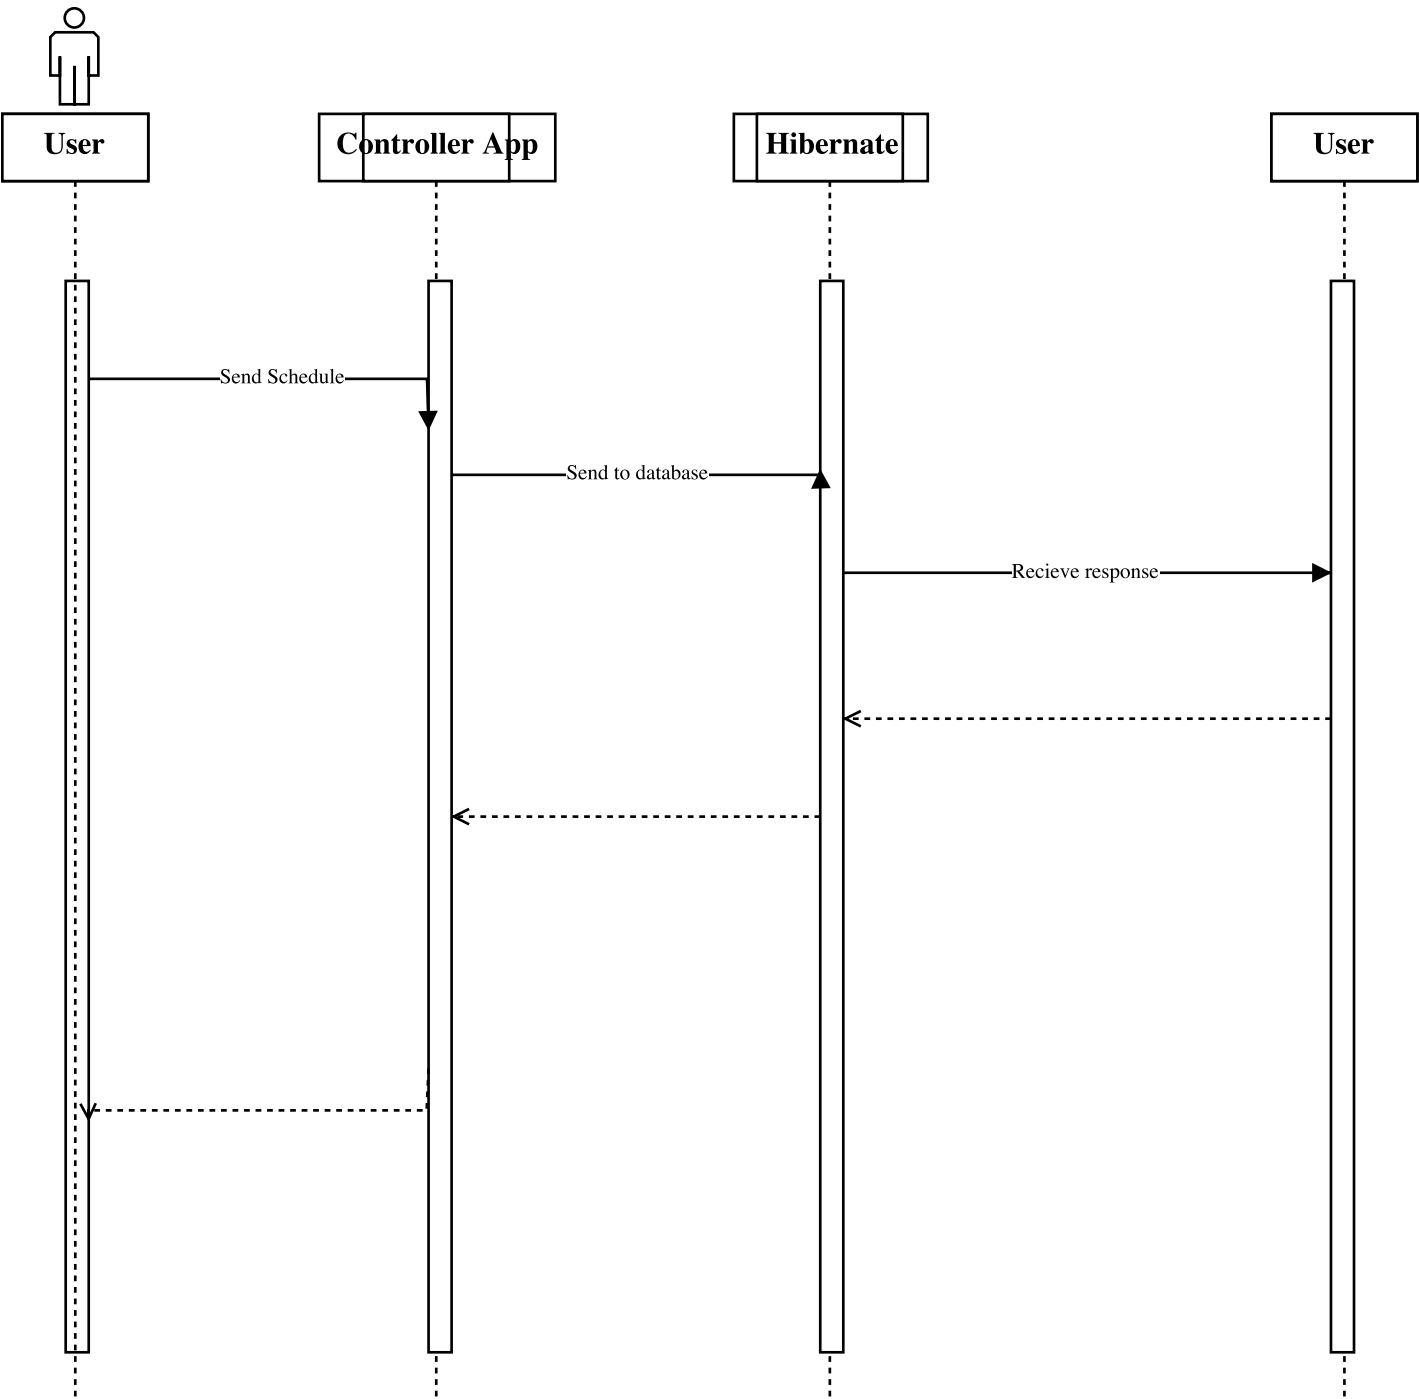 User
Controller App
Hibernate
User
Send Schedule
Send to database
Recieve response